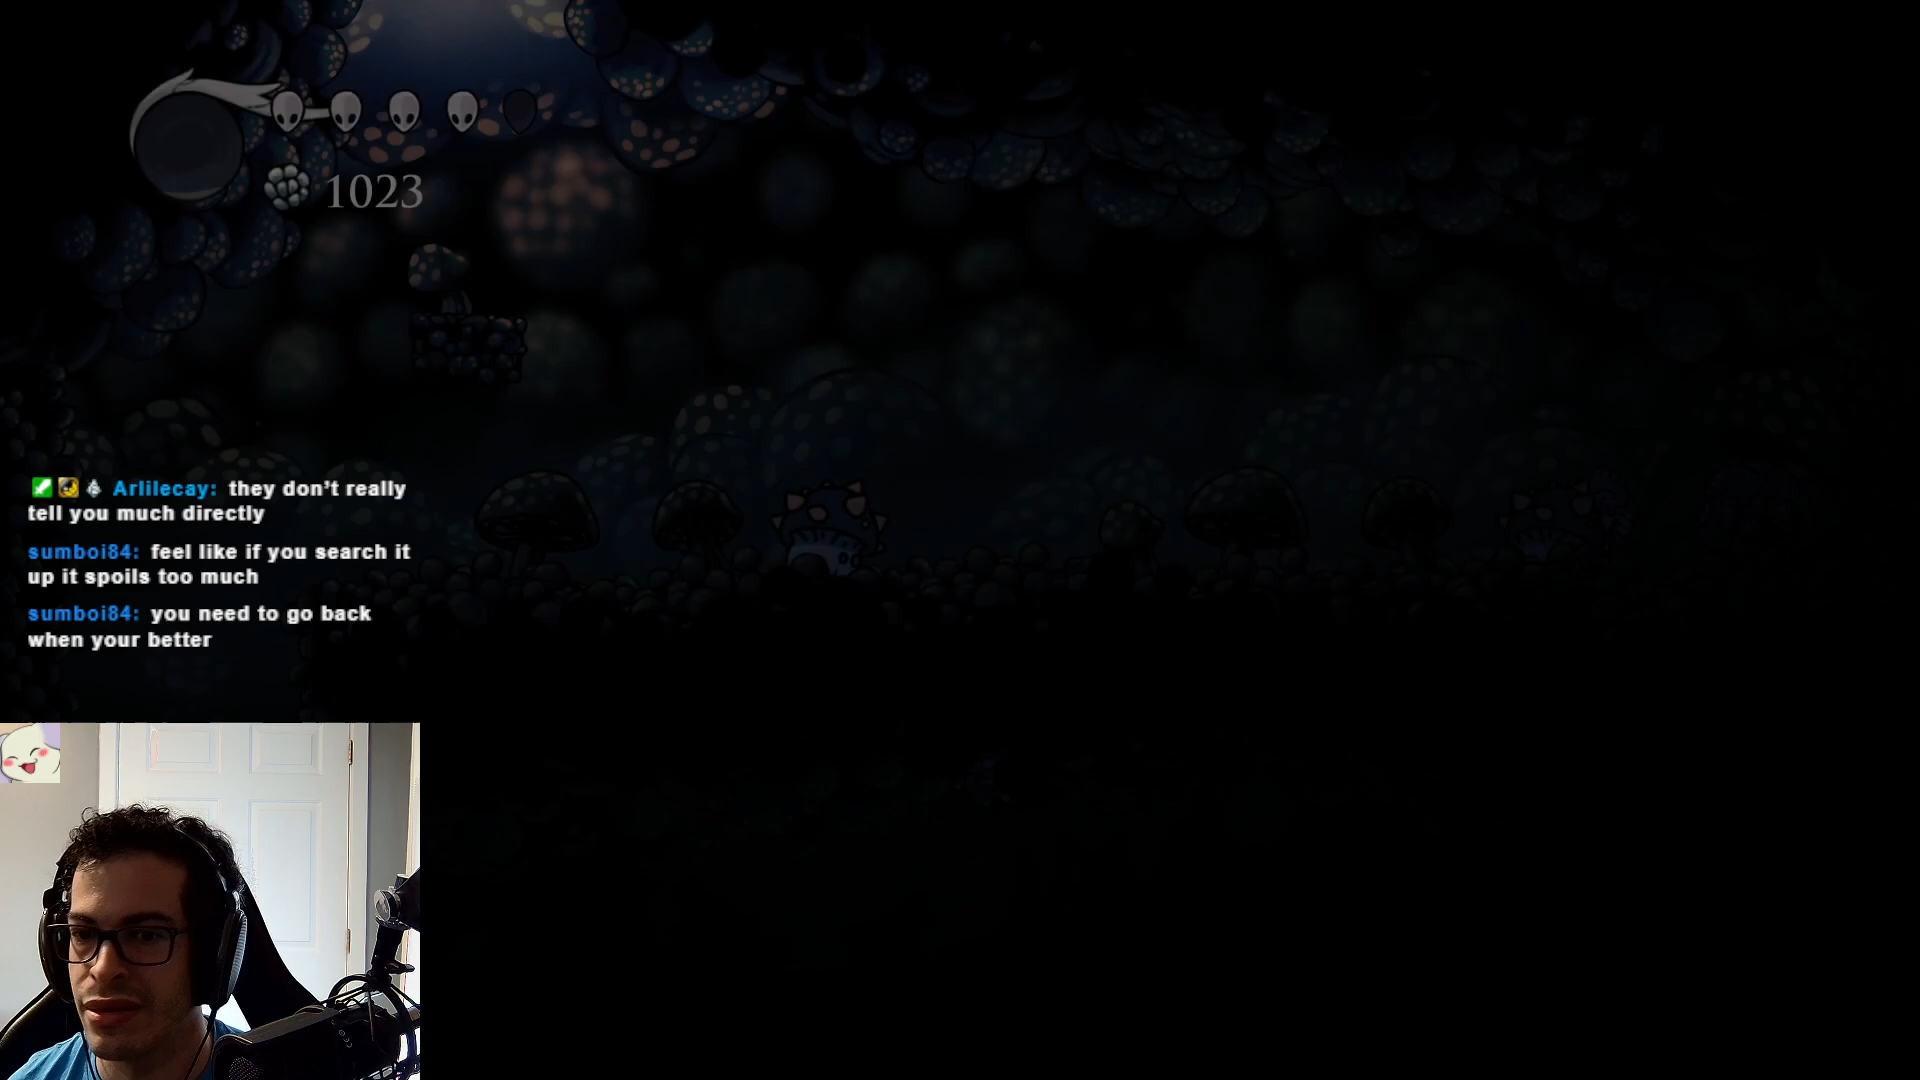 1023
Arlilecay: they don't really
tell you much directly
sumboi84: feel like if you search it
up it spoils too much
sumboi84: you need to go back
when your better